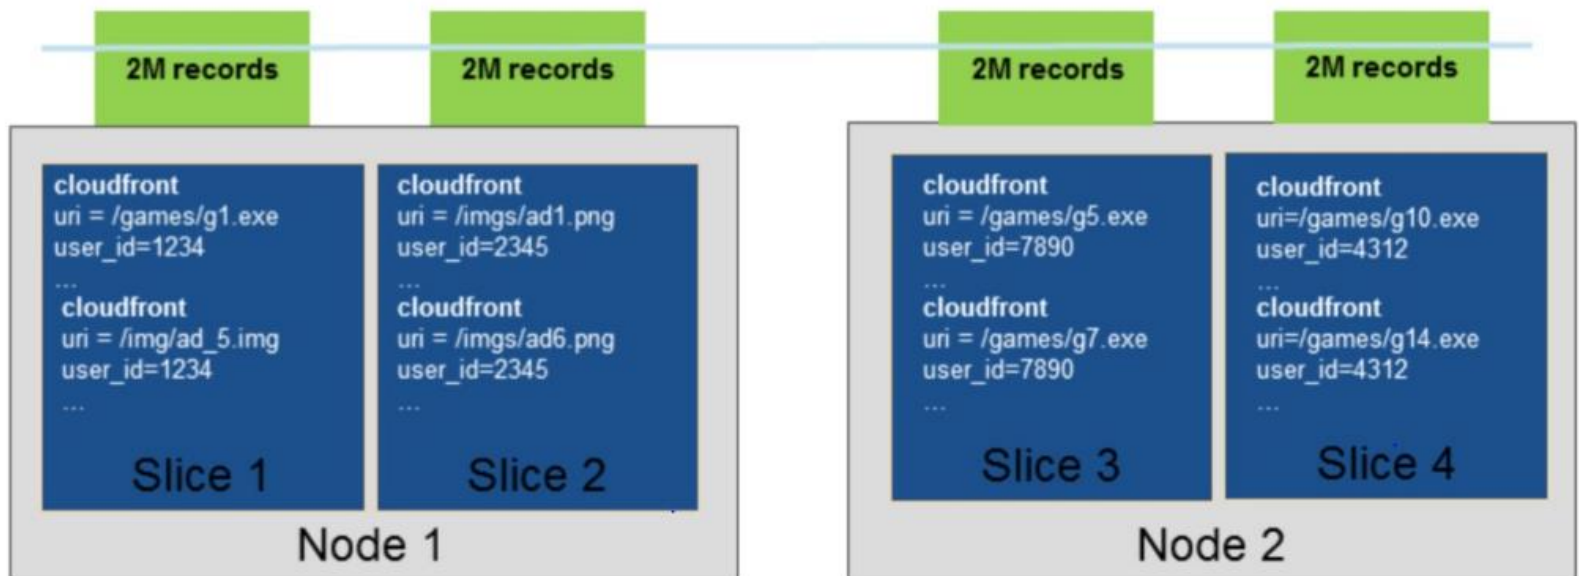 2M records
2M records
2M records
2M records
cloudfront
uri = /games/g1.exe
user_id=1234
...
cloudfront
uri = /img/ad_5.img
user_id=1234
...
Slice 1
cloudfront
uri = /imgs/ad1.png
user_id=2345
...
cloudfront
uri = /imgs/ad6.png
user_id=2345
...
Slice 2
Node 1
cloudfront
uri = /games/g5.exe
user_id=7890
...
cloudfront
uri = /games/g7.exe
user_id=7890
...
Slice 3
cloudfront
uri=/games/g10.exe
user_id=4312
...
cloudfront
uri=/games/g14.exe
user_id=4312
...
Slice 4
Node 2